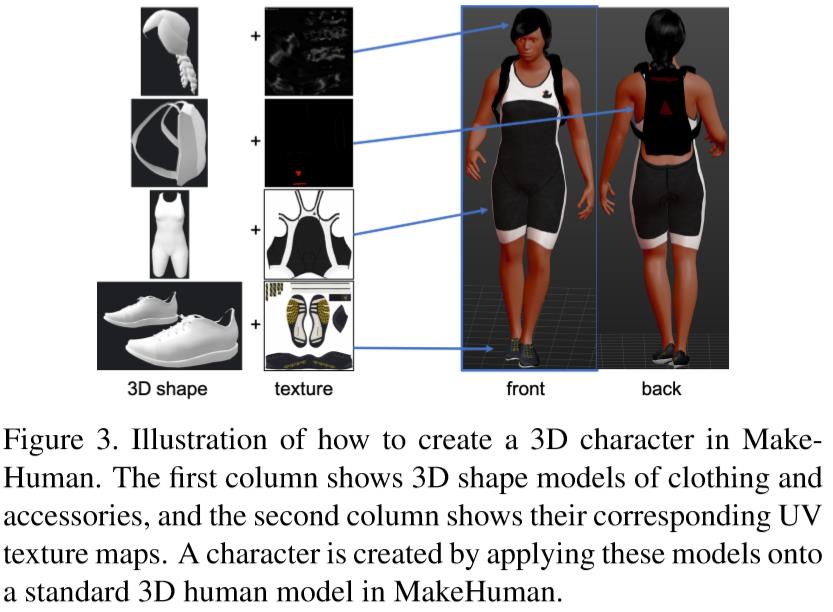 +
+
+
+
3D shape texture front back
Figure 3. Illustration of how to create a 3D character in Make-
Human. The first column shows 3D shape models of clothing and
accessories, and the second column shows their corresponding UV
texture maps. A character is created by applying these models onto
a standard 3D human model in MakeHuman.